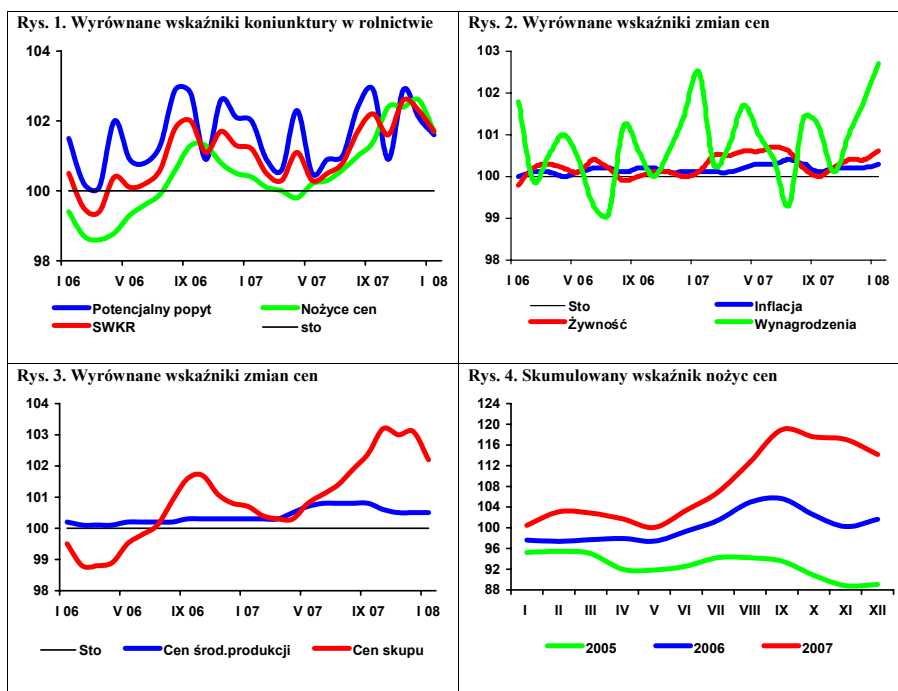 Rys. 1. Wyrównane wskaźniki koniunktury w rolnictwie
104
103
102
101
100
99
98
I 06 V 06 IX 06 I 07 V 07 IX 07 I 08
Potencjalny popyt Nożyce cen
SWKR sto
Rys. 2. Wyrównane wskaźniki zmian cen
103
102
101
100
99
98
I 06 V 06 IX 06 I 07 V 07 IX 07 I 08
Sto Inflacja
Żywność Wynagrodzenia
Rys. 3. Wyrównane wskaźniki zmian cen
104
103
102
101
100
99
98
I 06 V 06 IX 06 I 07 V 07 IX 07 I 08
Sto Cen środ.produkcji Cen skupu
Rys. 4. Skumulowany wskaźnik nożyc cen
124
120
116
112
108
104
100
96
92
88
I II III IV V VI VII VIII IX X XI XII
2005 2006 2007